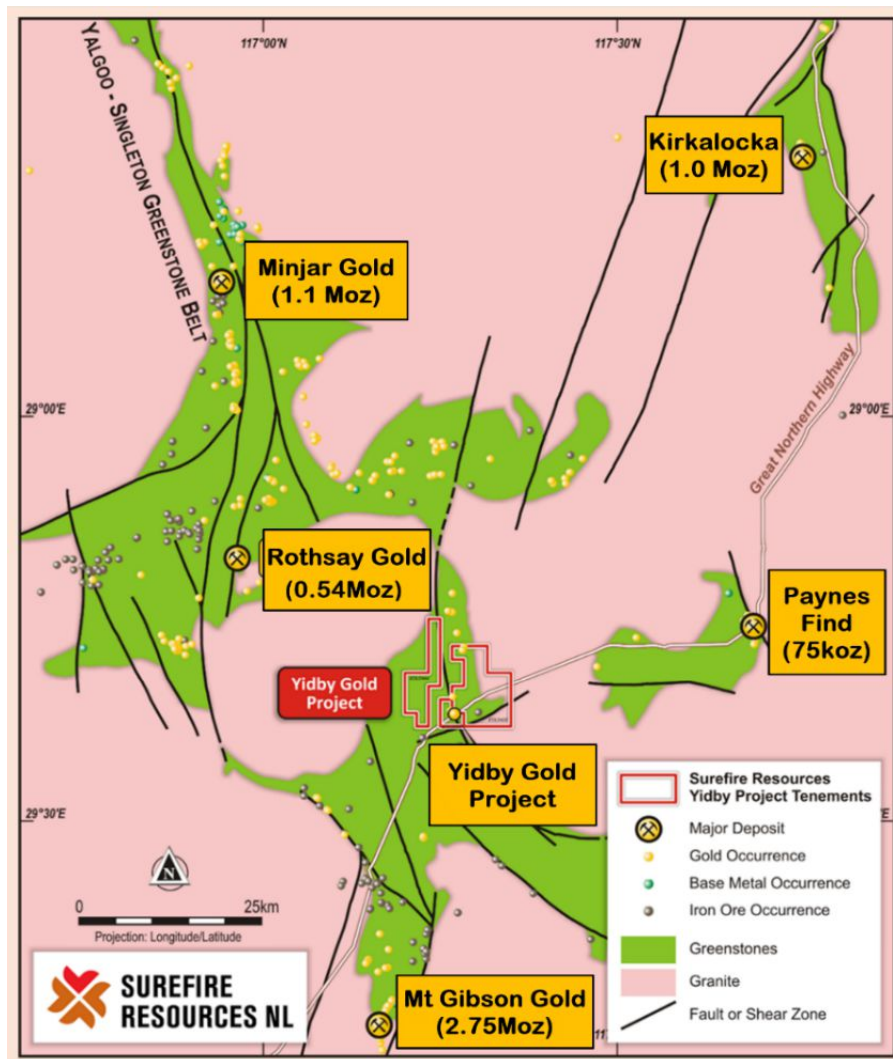 117°00'N
117°30'N
YALGOO - SINGLETON GREENSTONE BELT
Kirkalocka
(1.0 Moz)
Minjar Gold
(1.1 Moz)
Great Northern Highway
29°00'E
29°00'E
Rothsay Gold
(0.54Moz)
Paynes
Find
(75koz)
Yidby Gold
Project
Yidby Gold
Project
29°30'E
N
0
25km
Projection: Longitude/Latitude
SUREFIRE
RESOURCES NL
Mt Gibson Gold
(2.75Moz)
Surefire Resources
Yidby Project Tenements
Major Deposit
Gold Occurrence
Base Metal Occurrence
Iron Ore Occurrence
Greenstones
Granite
Fault or Shear Zone